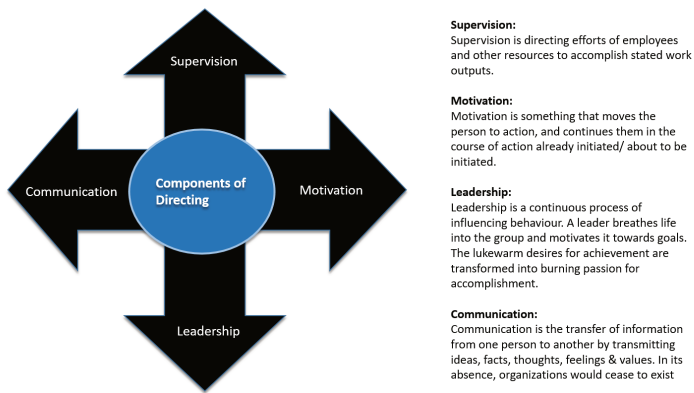 Supervision
Communication
Components of
Directing
Motivation
Leadership
Supervision:
Supervision is directing efforts of employees
and other resources to accomplish stated work
outputs.
Motivation:
Motivation is something that moves the
person to action, and continues them in the
course of action already initiated/ about to be
initiated.
Leadership:
Leadership is a continuous process of
influencing behaviour. A leader breathes life
into the group and motivates it towards goals.
The lukewarm desires for achievement are
transformed into burning passion for
accomplishment.
Communication:
Communication is the transfer of information
from one person to another by transmitting
ideas, facts, thoughts, feelings & values. In its
absence, organizations would cease to exist